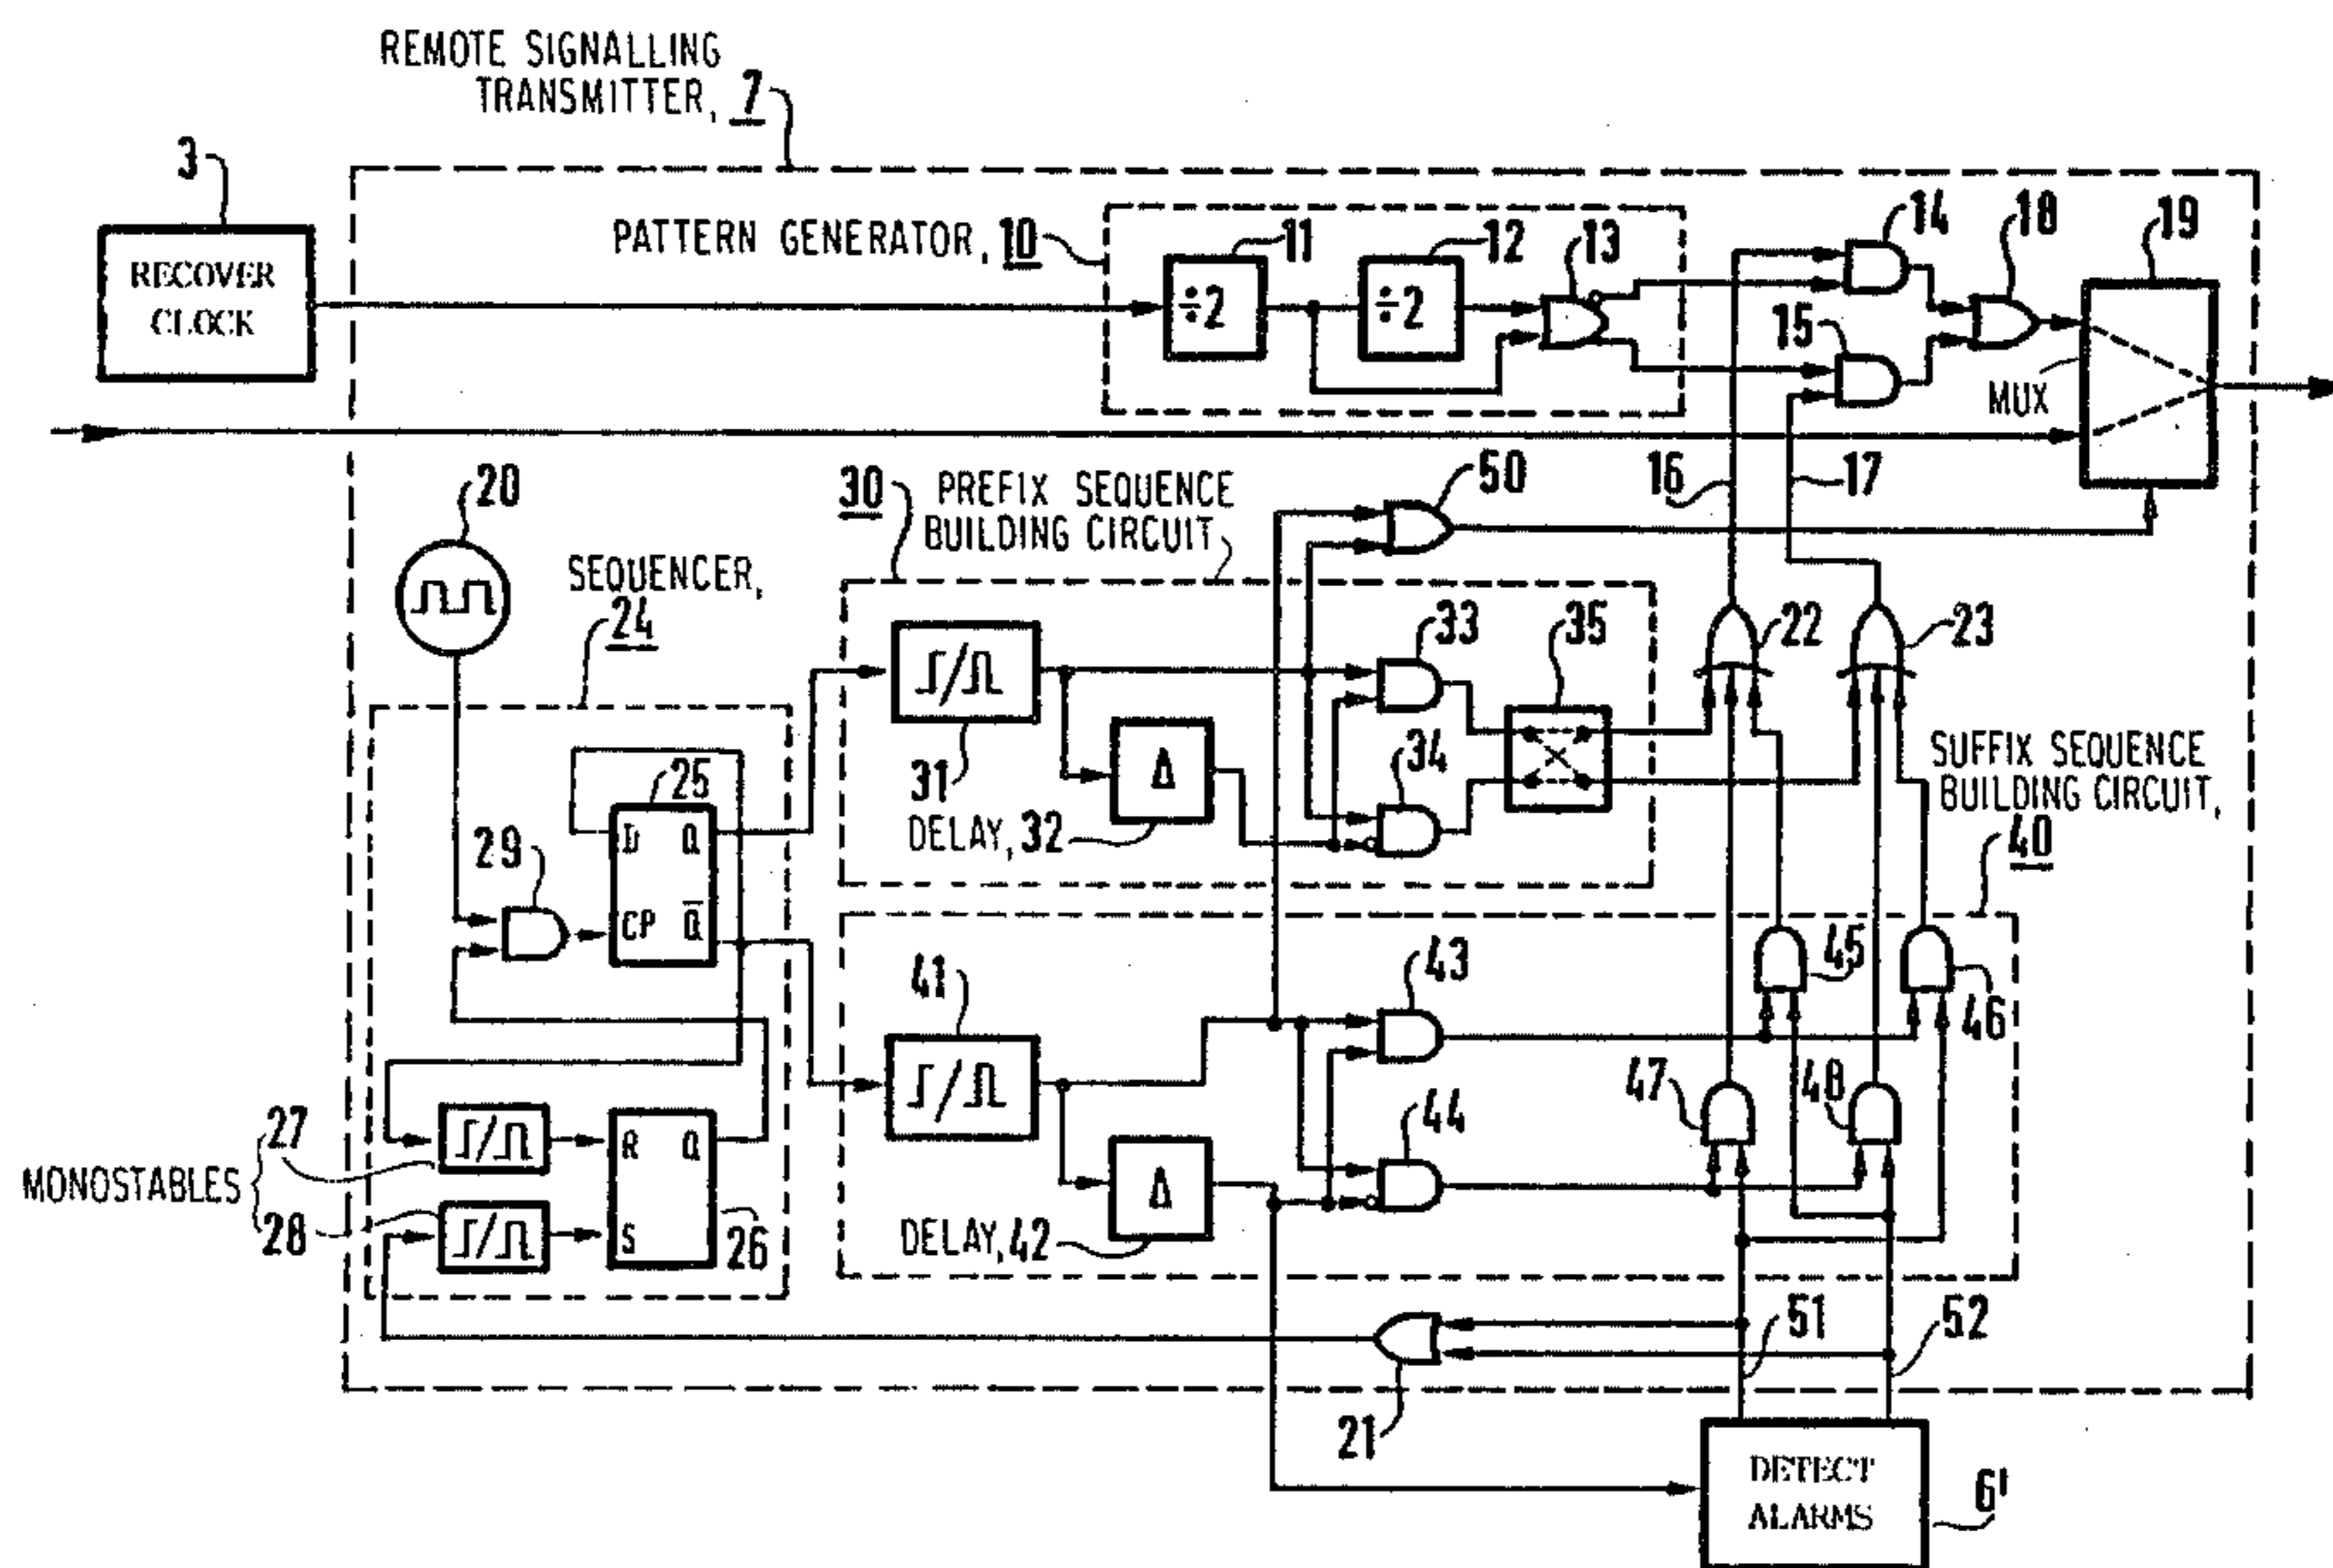 REMOTE SIGNALLING
TRANSMITTER, 7
3
RECOVER
CLOCK
PATTERN GENERATOR, 10
11
12
13
14
18
19
÷2
÷2
15
MUX
16
17
20
30
PREFIX SEQUENCE
BUILDING CIRCUIT
50
SEQUENCER,
24
33
35
22
23
31
Δ
34
DELAY, 32
SUFFIX SEQUENCE
BUILDING CIRCUIT,
40
25
D Q
CP Q̅
29
41
43
45
46
47
48
44
27
MONOSTABLES
28
R Q
S
26
Δ
DELAY, 42
51
52
21
DETECT
ALARMS
6'